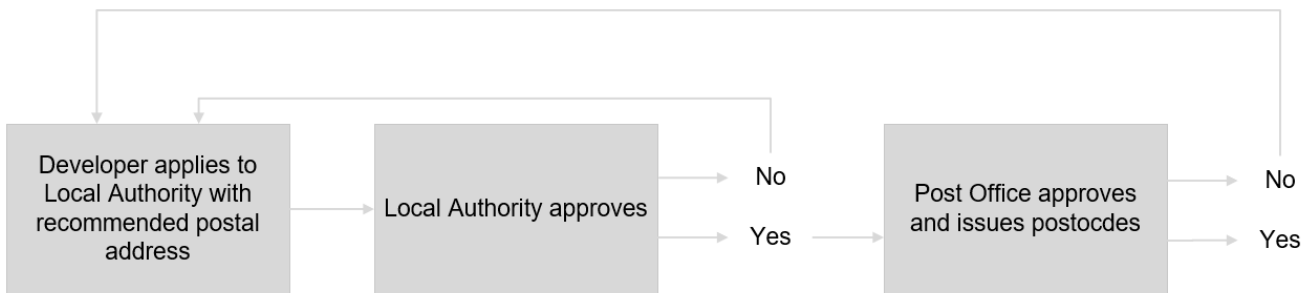 Developer applies to
Local Authority with
recommended postal
address
Local Authority approves
No
Yes
Post Office approves
and issues postocdes
No
Yes